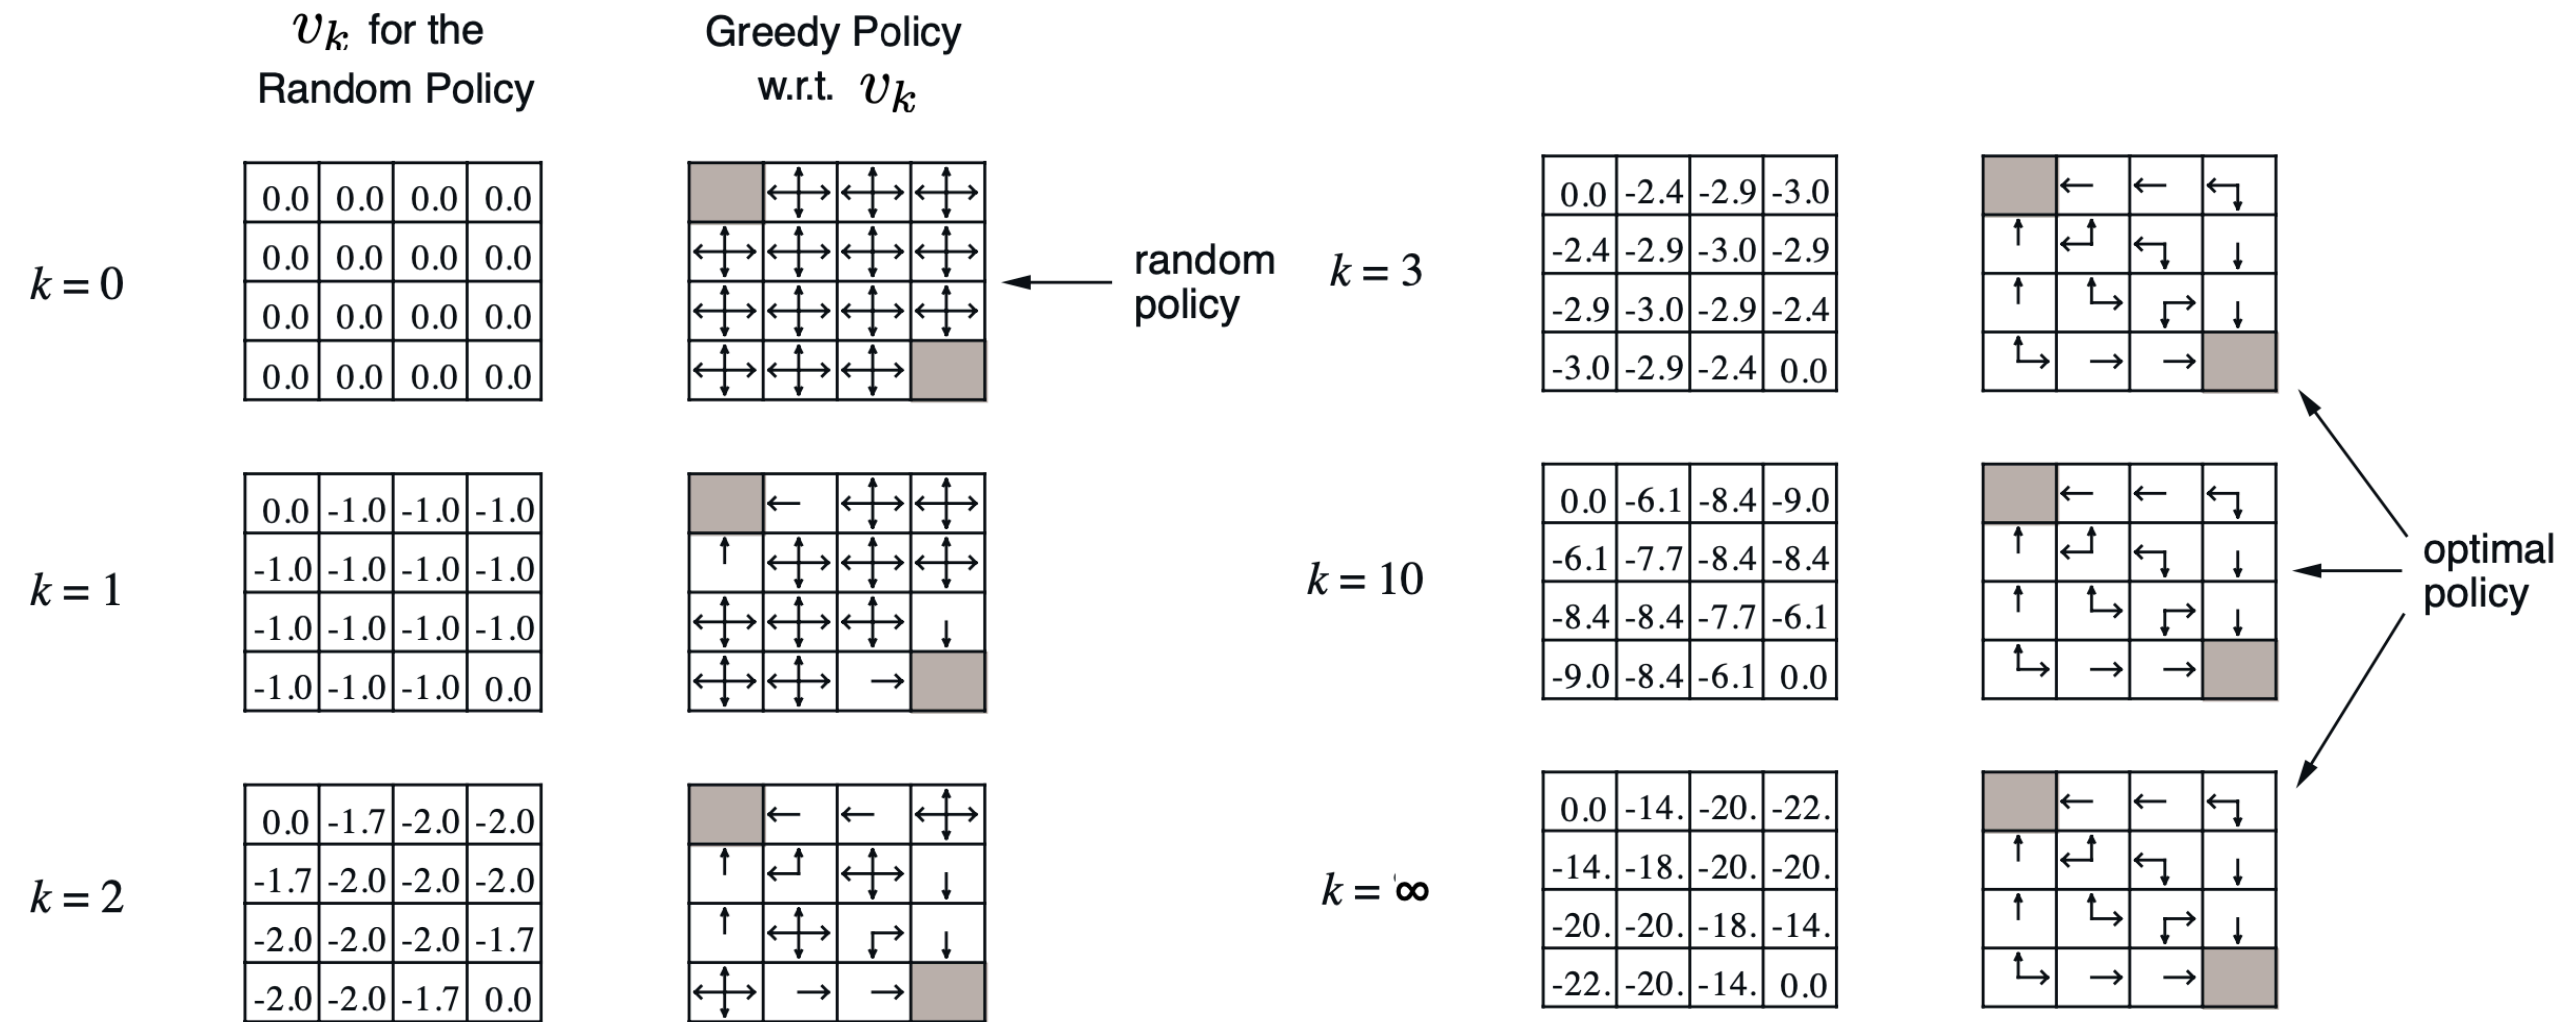 vk for the
Random Policy
Greedy Policy
w.r.t. vk
k = 0
0.0 0.0 0.0 0.0
0.0 0.0 0.0 0.0
0.0 0.0 0.0 0.0
0.0 0.0 0.0 0.0
random
policy
k = 1
0.0 -1.0 -1.0 -1.0
-1.0 -1.0 -1.0 -1.0
-1.0 -1.0 -1.0 -1.0
-1.0 -1.0 -1.0 0.0
k = 2
0.0 -1.7 -2.0 -2.0
-1.7 -2.0 -2.0 -2.0
-2.0 -2.0 -2.0 -1.7
-2.0 -2.0 -1.7 0.0
k = 3
0.0 -2.4 -2.9 -3.0
-2.4 -2.9 -3.0 -2.9
-2.9 -3.0 -2.9 -2.4
-3.0 -2.9 -2.4 0.0
k = 10
0.0 -6.1 -8.4 -9.0
-6.1 -7.7 -8.4 -8.4
-8.4 -8.4 -7.7 -6.1
-9.0 -8.4 -6.1 0.0
optimal
policy
k = ∞
0.0 -14. -20. -22.
-14. -18. -20. -20.
-20. -20. -18. -14.
-22. -20. -14. 0.0